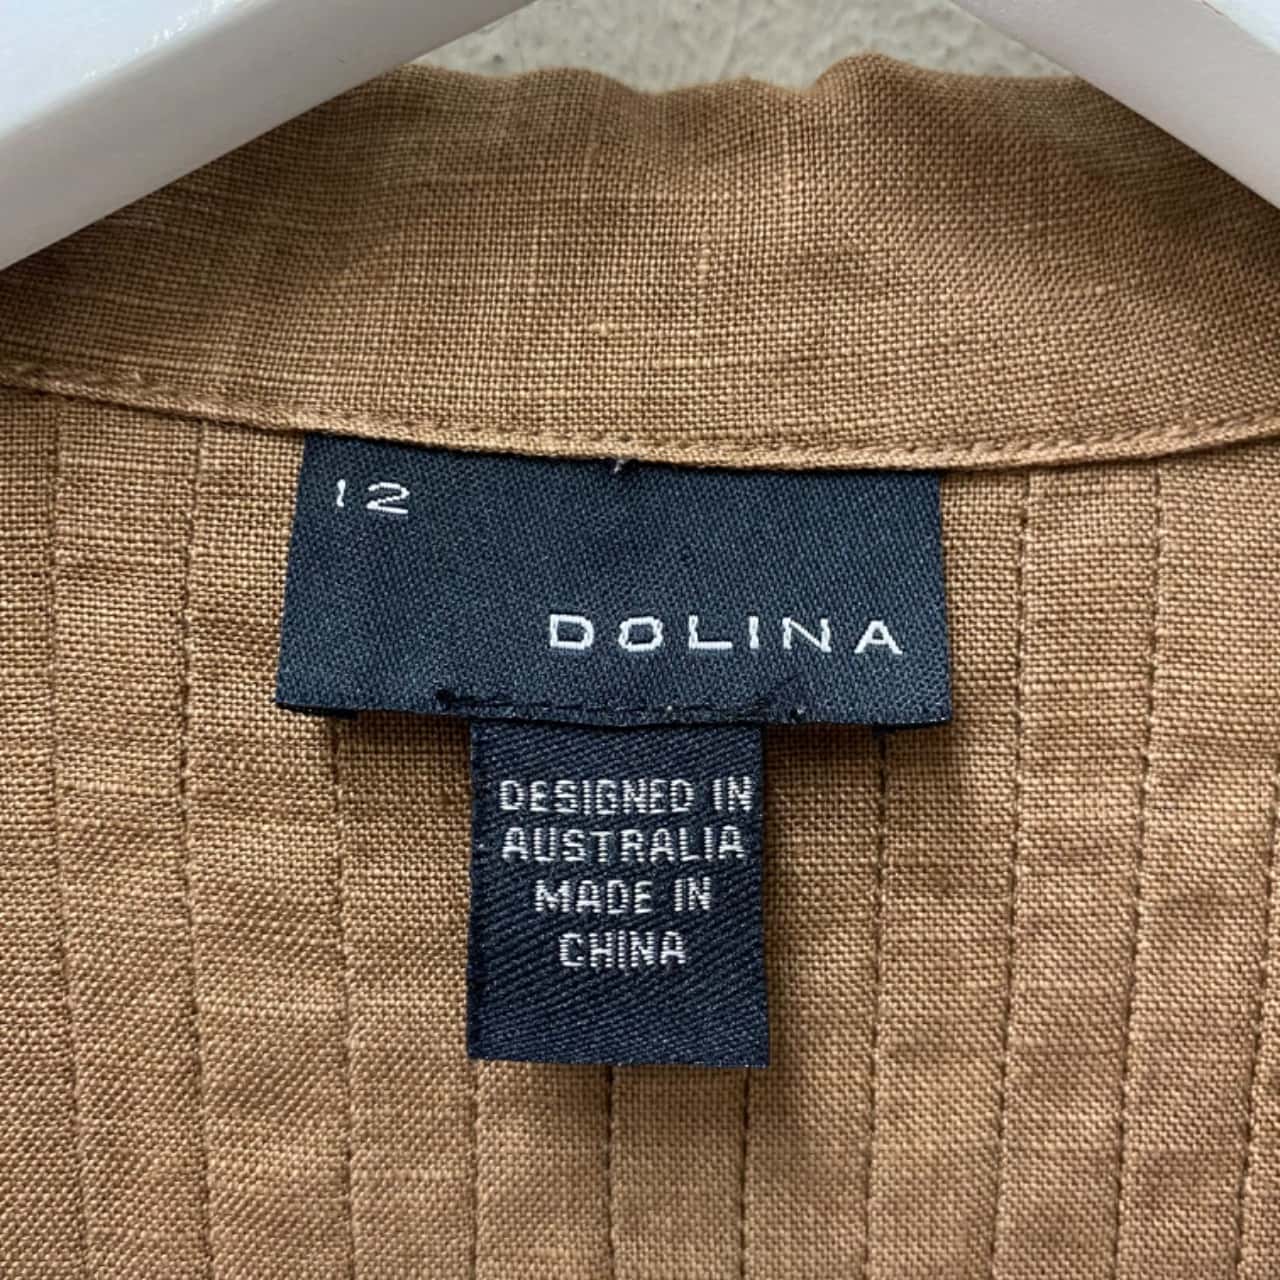 12
DOLINA
DESIGNED IN
AUSTRALIA
MADE IN
CHINA